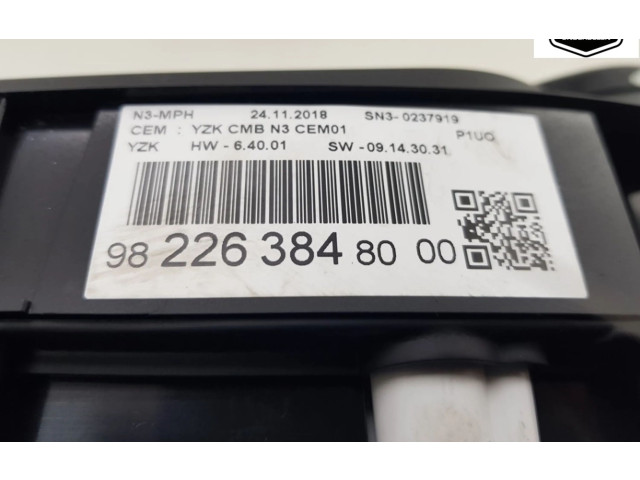 N3-MPH 24.11.2018 SN3- 0237919
CEM : YZK CMB N3 CEM01 P1UO
YZK HW - 6.40.01 SW -09.14.30.31
98 226 384 80 00